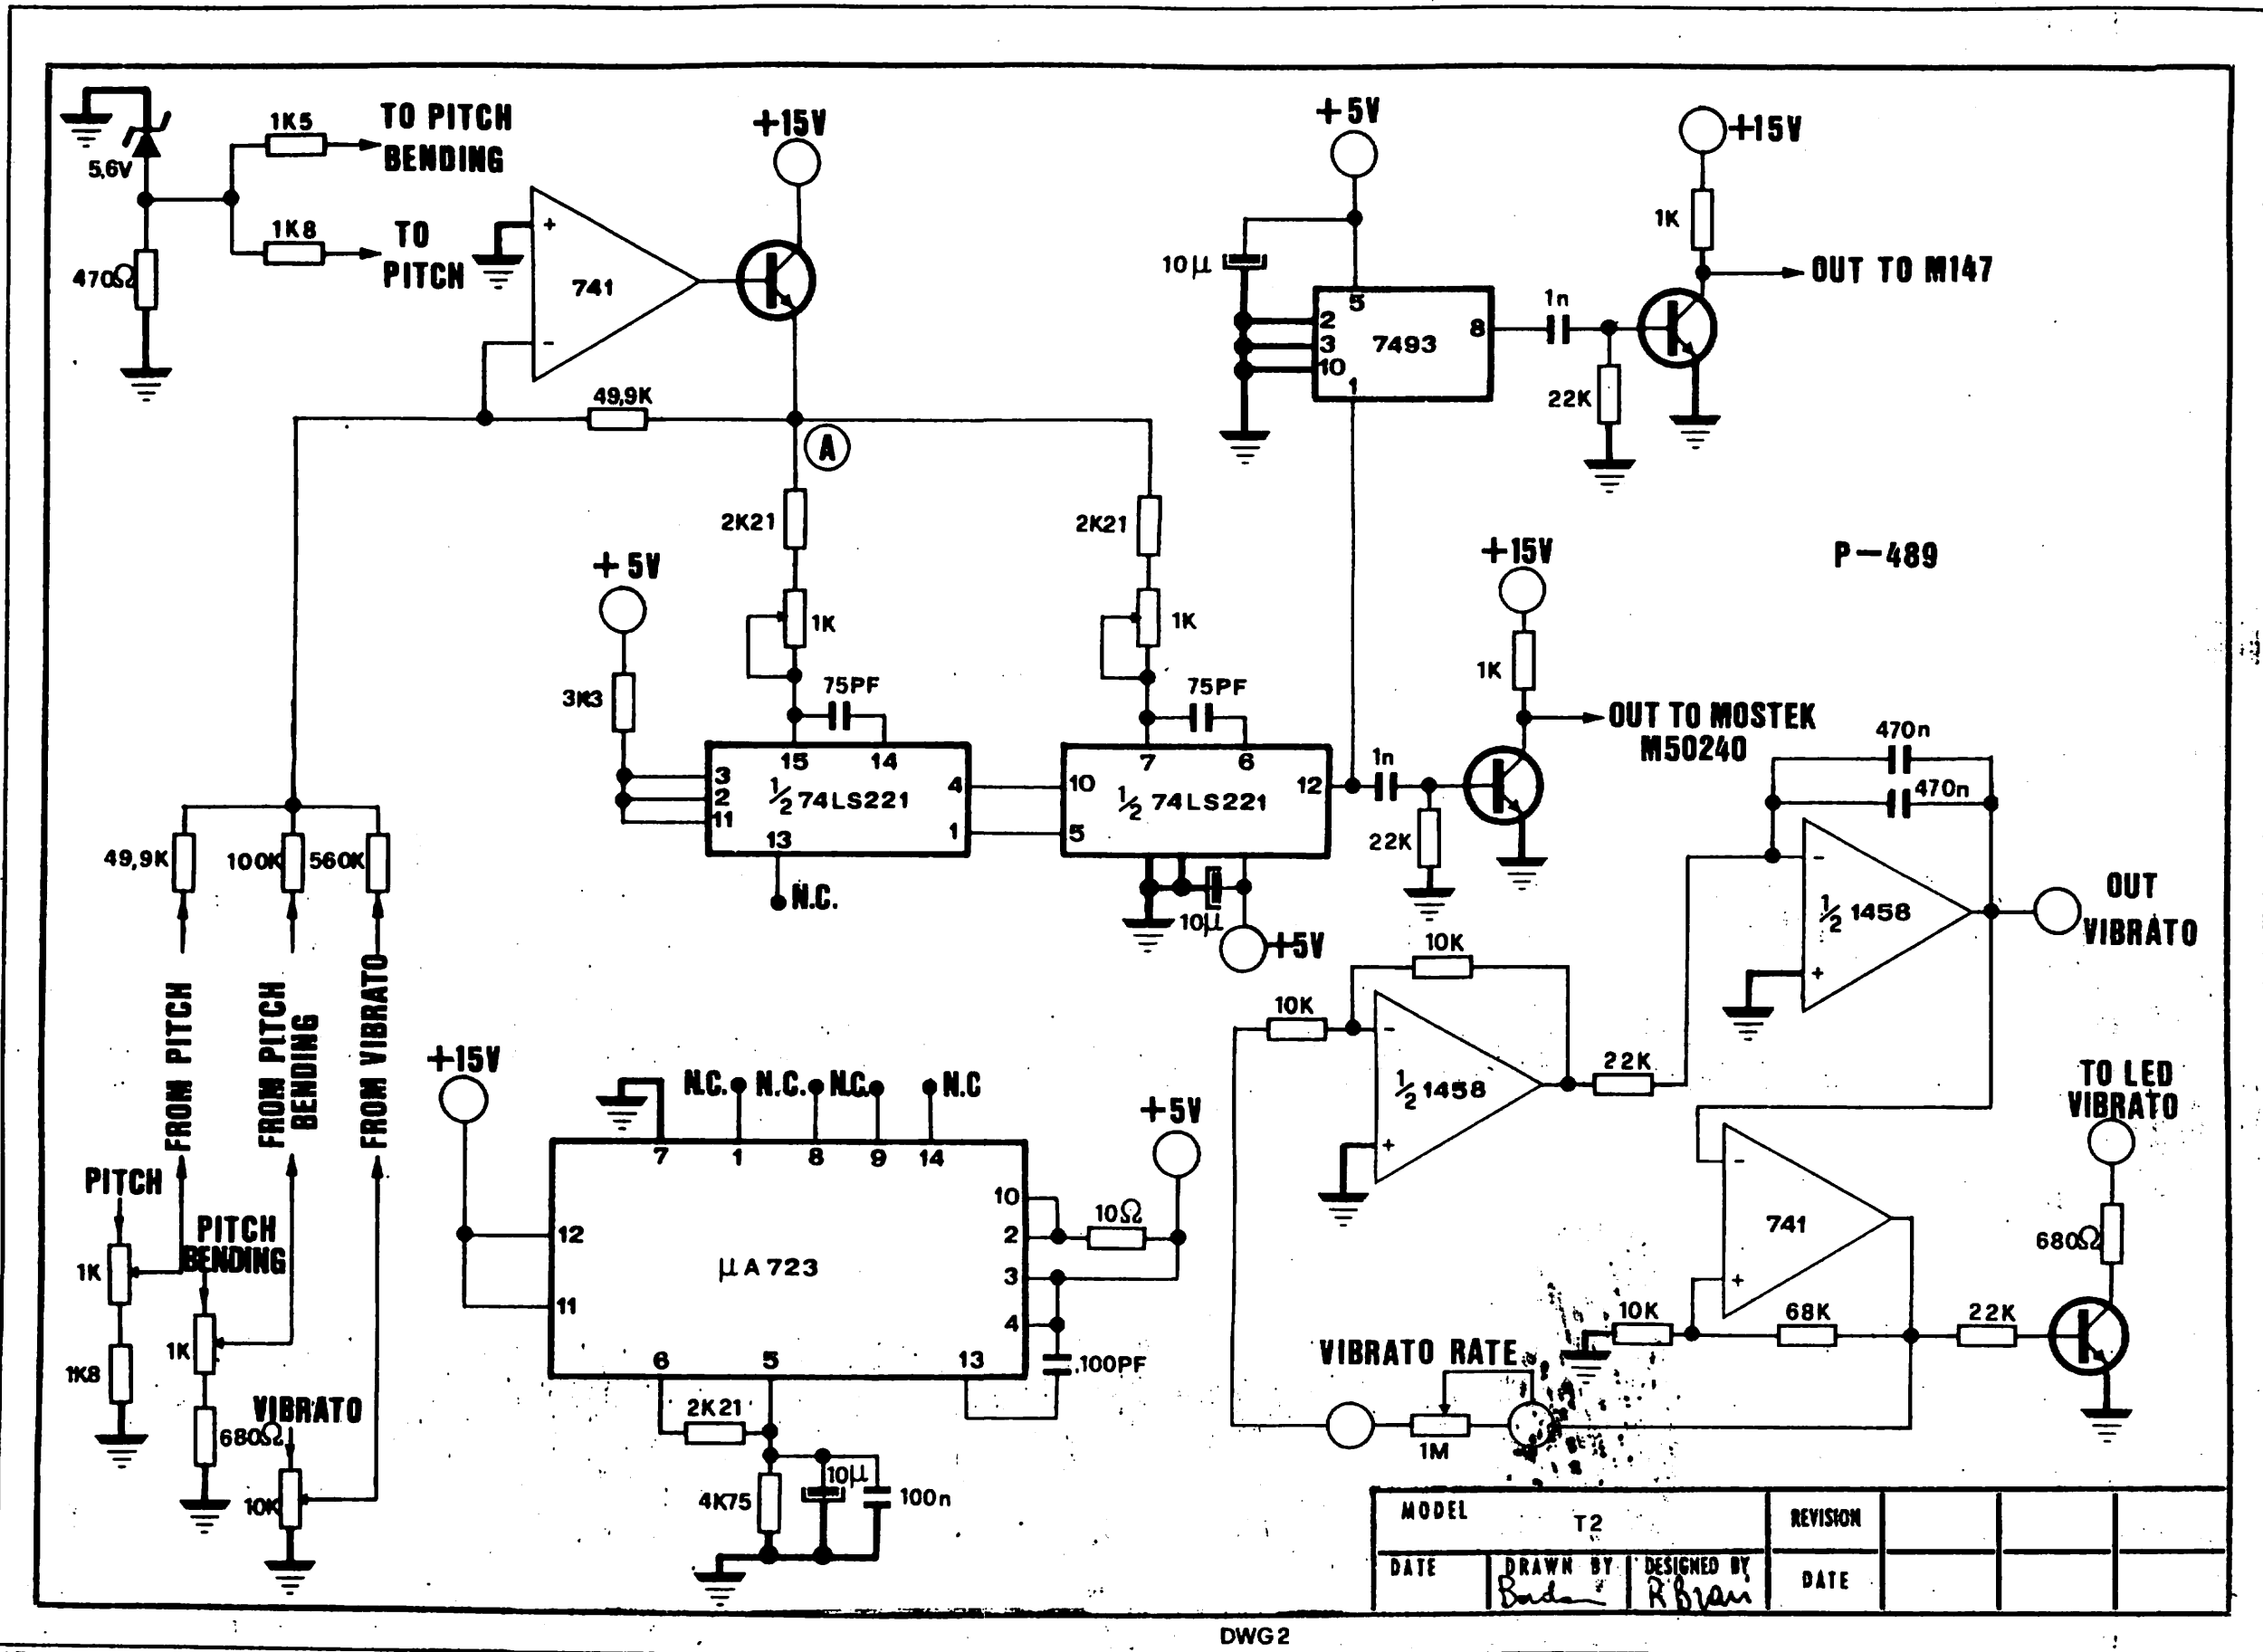 5,6V
1K5
TO PITCH
BENDING
1K8
TO
PITCH
470Ω
+15V
+
741
-
49,9K
A
+5V
10µ
5
2
3
10
7493
8
1
1n
22K
+15V
1K
OUT TO M147
P-489
2K21
1K
75PF
2K21
1K
75PF
+5V
3K3
15
14
3
2
11
1/2 74LS221
4
1
13
N.C.
7
6
10
5
1/2 74LS221
12
10µ
+5V
1n
22K
+15V
1K
OUT TO MOSTEK
M50240
470n
470n
-
1/2 1458
+
OUT
VIBRATO
49,9K
100K
560K
FROM PITCH
FROM PITCH
BENDING
FROM VIBRATO
PITCH
1K
1K8
PITCH
BENDING
1K
680Ω
VIBRATO
10K
+15V
N.C.
N.C.
N.C.
N.C
7
1
8
9
14
12
11
µA723
10
2
3
4
6
5
13
10Ω
+5V
100PF
2K21
4K75
10µ
100n
10K
10K
-
1/2 1458
+
22K
-
741
+
10K
68K
22K
TO LED
VIBRATO
680Ω
VIBRATO RATE
1M
MODEL
T2
REVISION
DATE
DRAWN BY
DESIGNED BY
DATE
DWG2